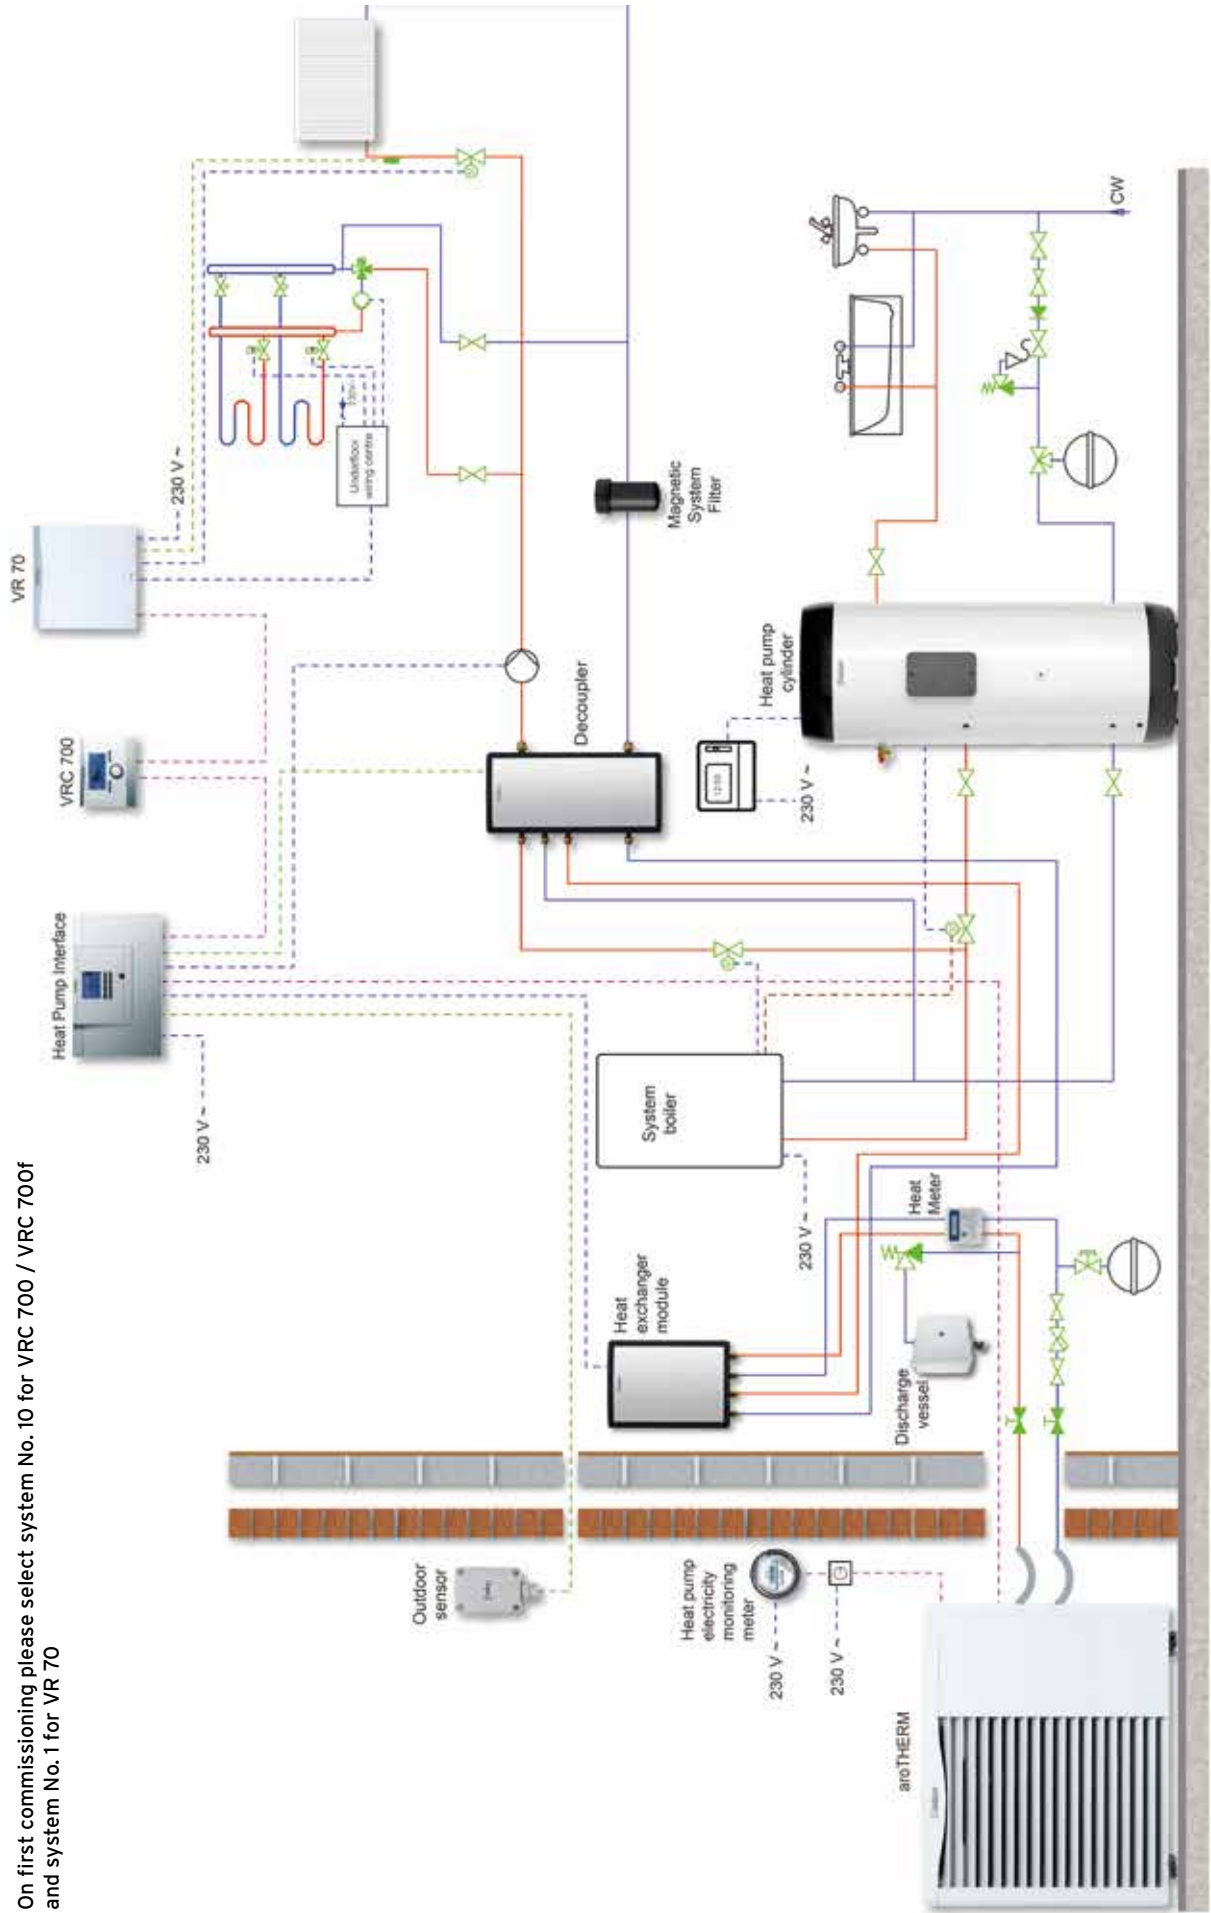 On first commissioning please select system No. 10 for VRC 700 / VRC 700f
and system No. 1 for VR 70
Heat Pump Interface
VRC 700
VR 70
230 V ~
230 V ~
Underfloor
wiring centre
230V~
Outdoor
sensor
Heat
exchanger
module
System
boiler
Decoupler
Magnetic
System
Filter
Heat pump
electricity
monitoring
meter
230 V ~
230 V ~
230 V ~
230 V ~
12:00
Heat pump
cylinder
aroTHERM
Discharge
vessel
Heat
Meter
CW